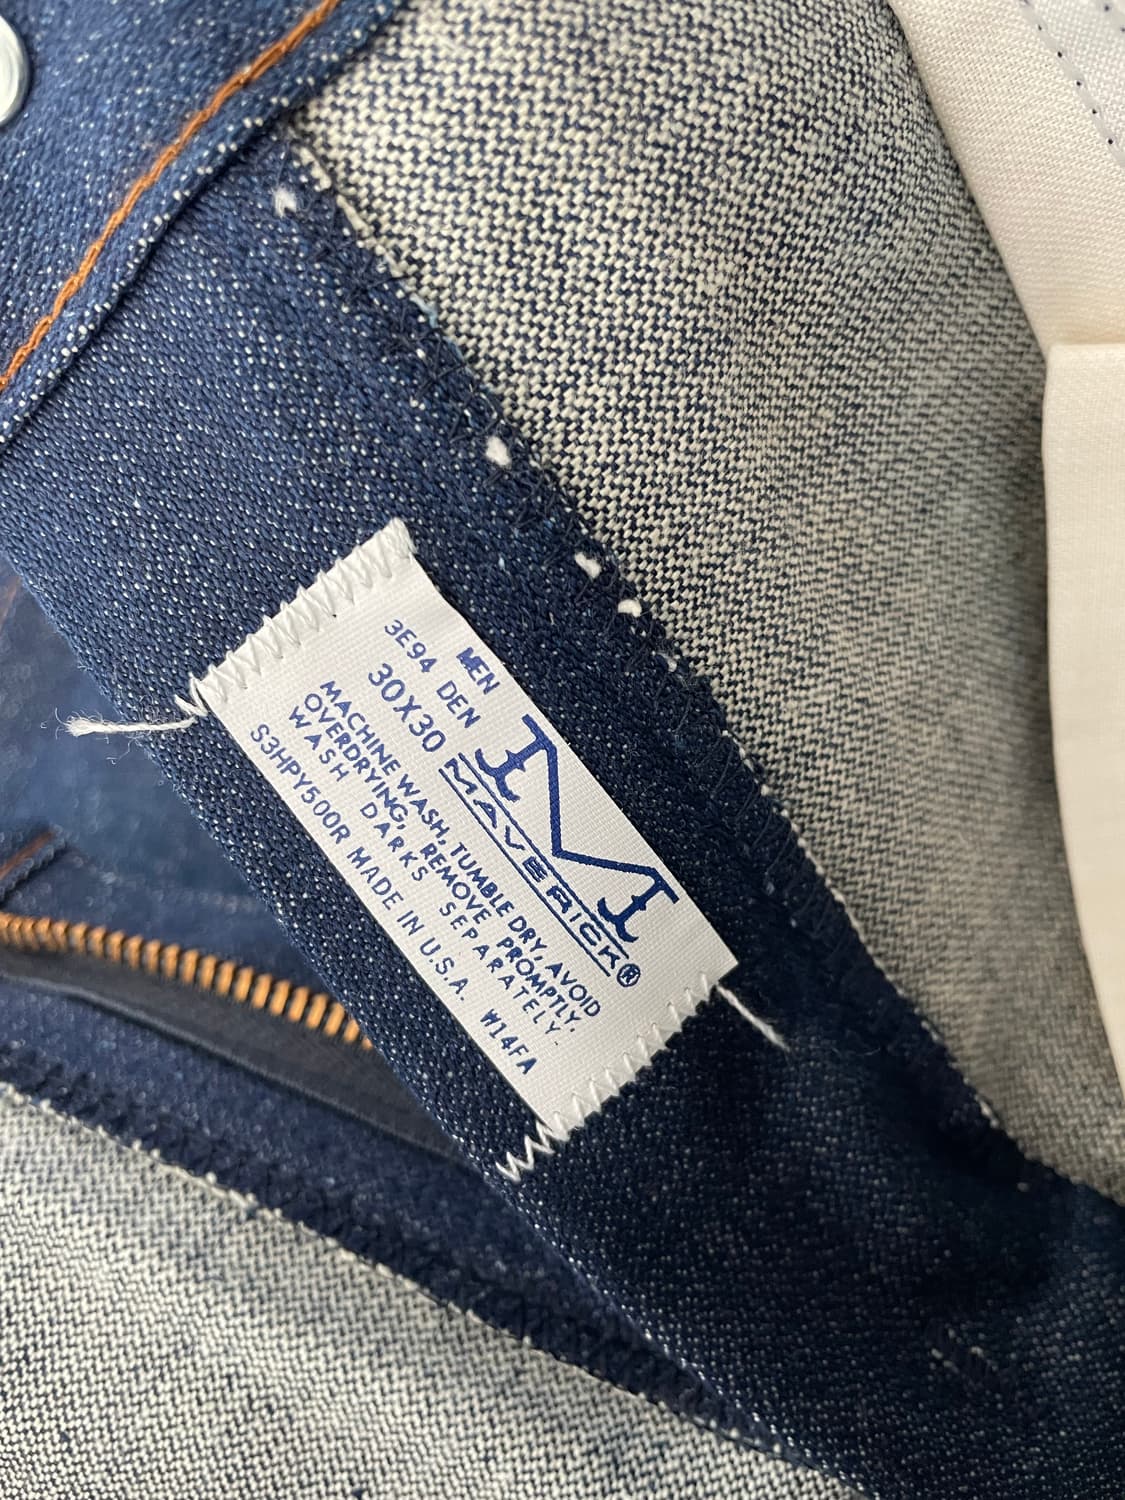 MEN
3E94 DEN
30X30
M
MAVERICK®
MACHINE WASH, TUMBLE DRY, AVOID
OVERDRYING, REMOVE PROMPTLY.
WASH DARKS SEPARATELY.
S3HPY500R MADE IN U.S.A. W14FA